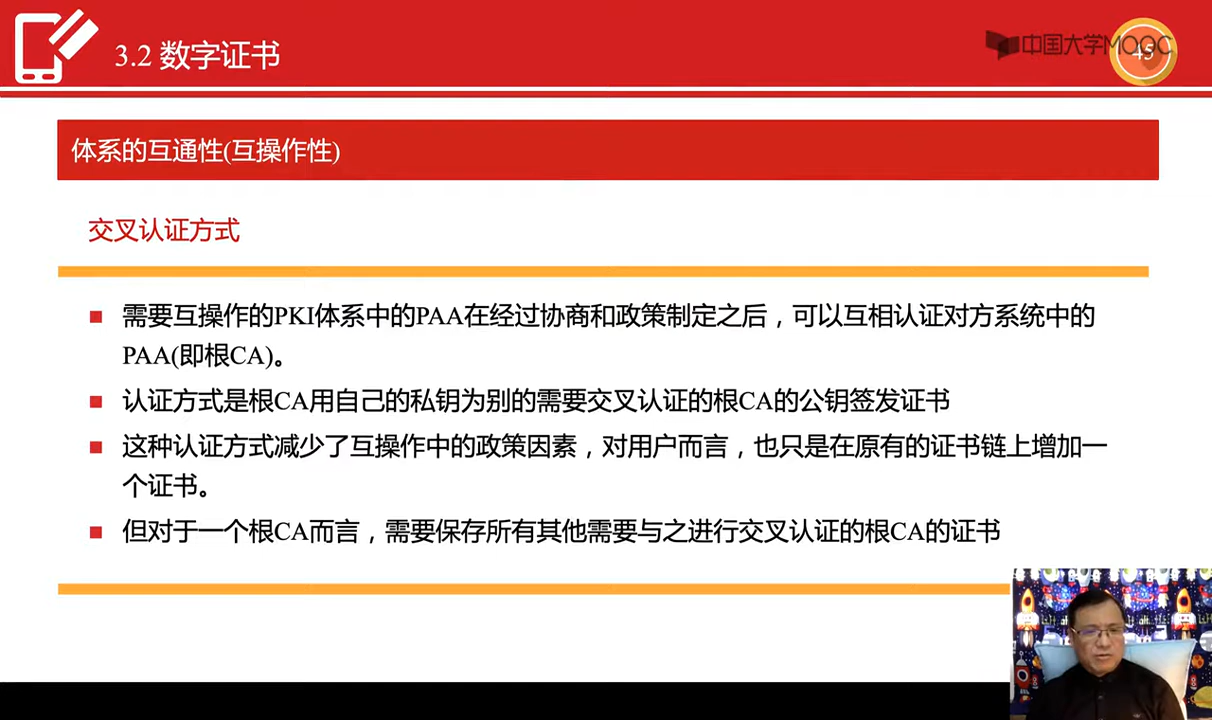 3.2 数字证书
中国大学MOOC
45
体系的互通性(互操作性)
交叉认证方式
需要互操作的PKI体系中的PAA在经过协商和政策制定之后，可以互相认证对方系统中的
PAA(即根CA)。
认证方式是根CA用自己的私钥为别的需要交叉认证的根CA的公钥签发证书
这种认证方式减少了互操作中的政策因素，对用户而言，也只是在原有的证书链上增加一
个证书。
但对于一个根CA而言，需要保存所有其他需要与之进行交叉认证的根CA的证书